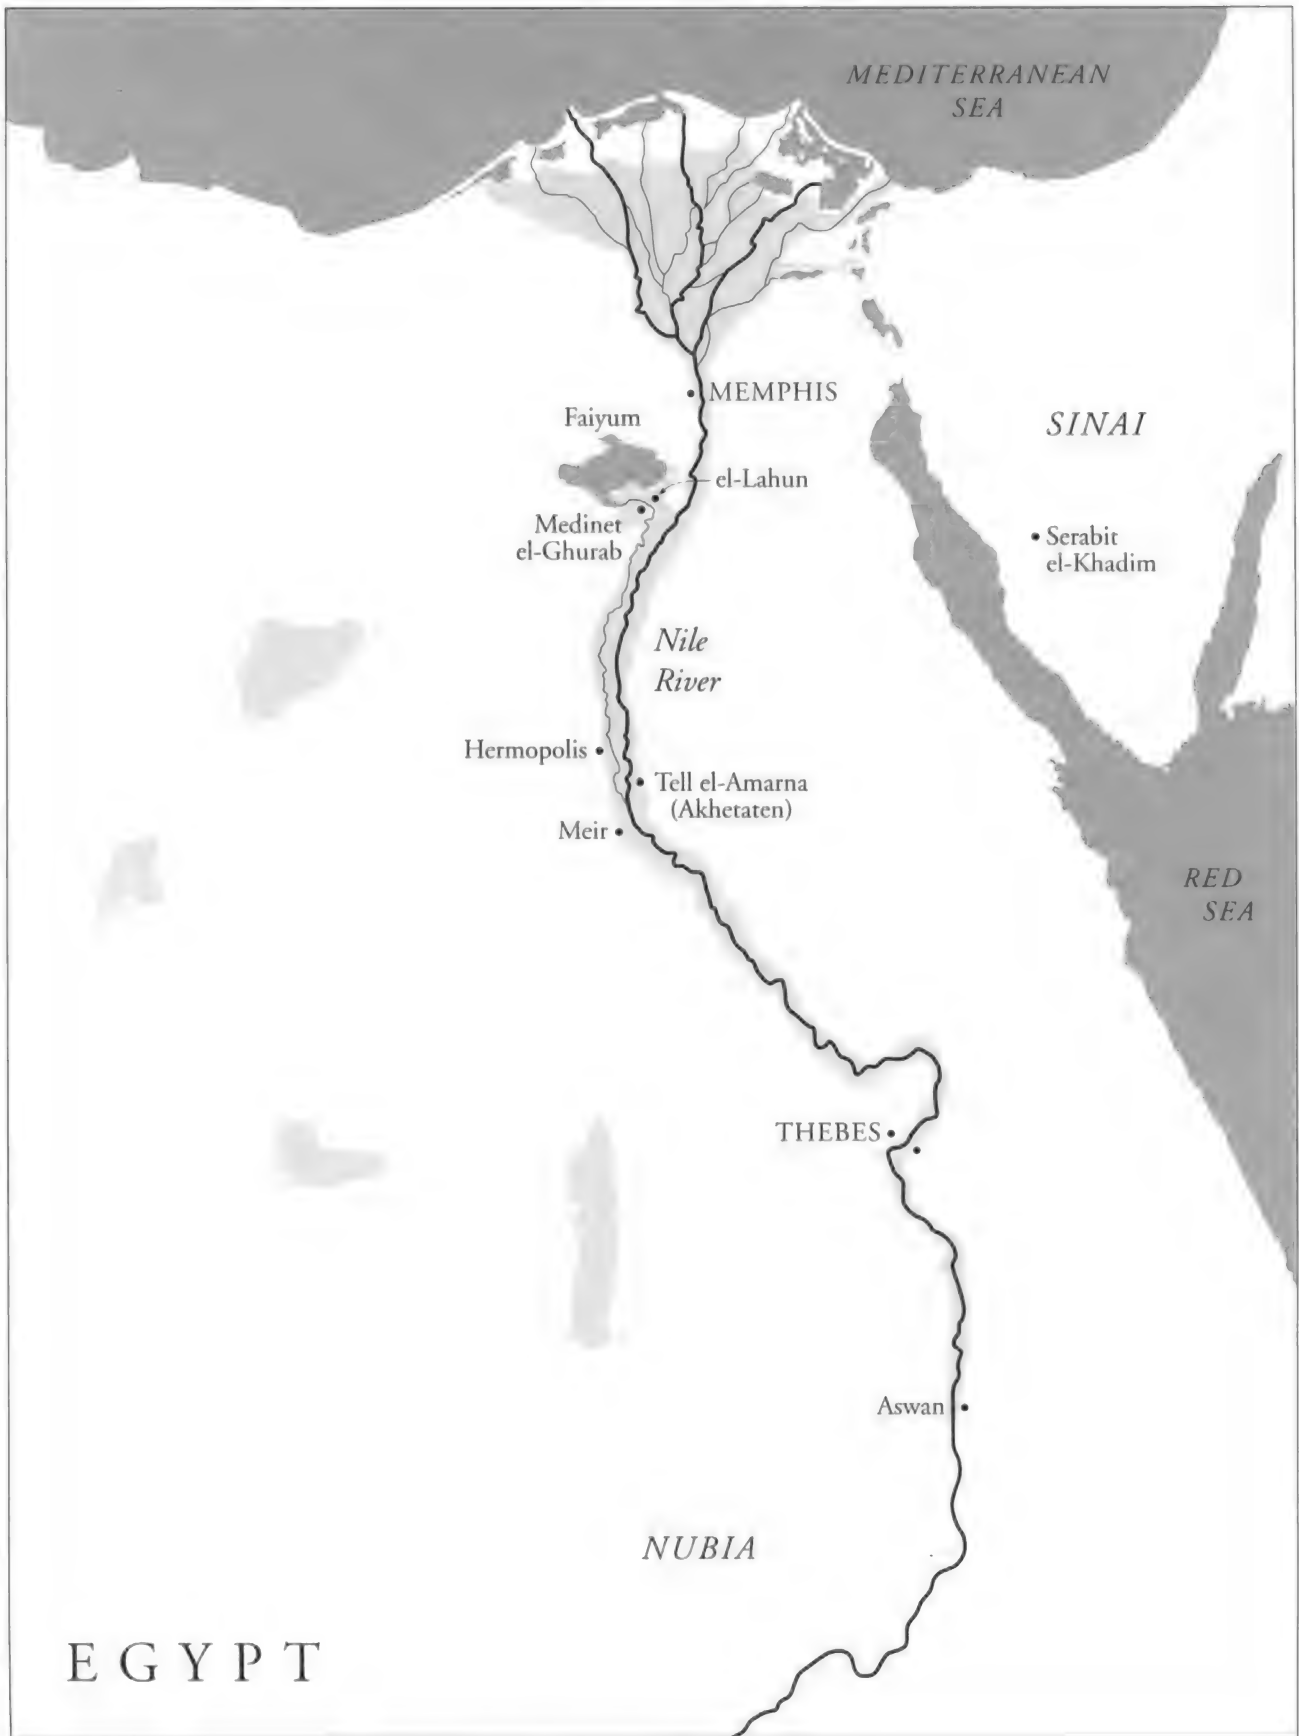 MEDITERRANEAN
SEA
MEMPHIS
Faiyum
SINAI
el-Lahun
Medinet
el-Ghurab
Serabit
el-Khadim
Nile
River
Hermopolis
Tell el-Amarna
(Akhetaten)
Meir
RED
SEA
THEBES
Aswan
NUBIA
EGYPT